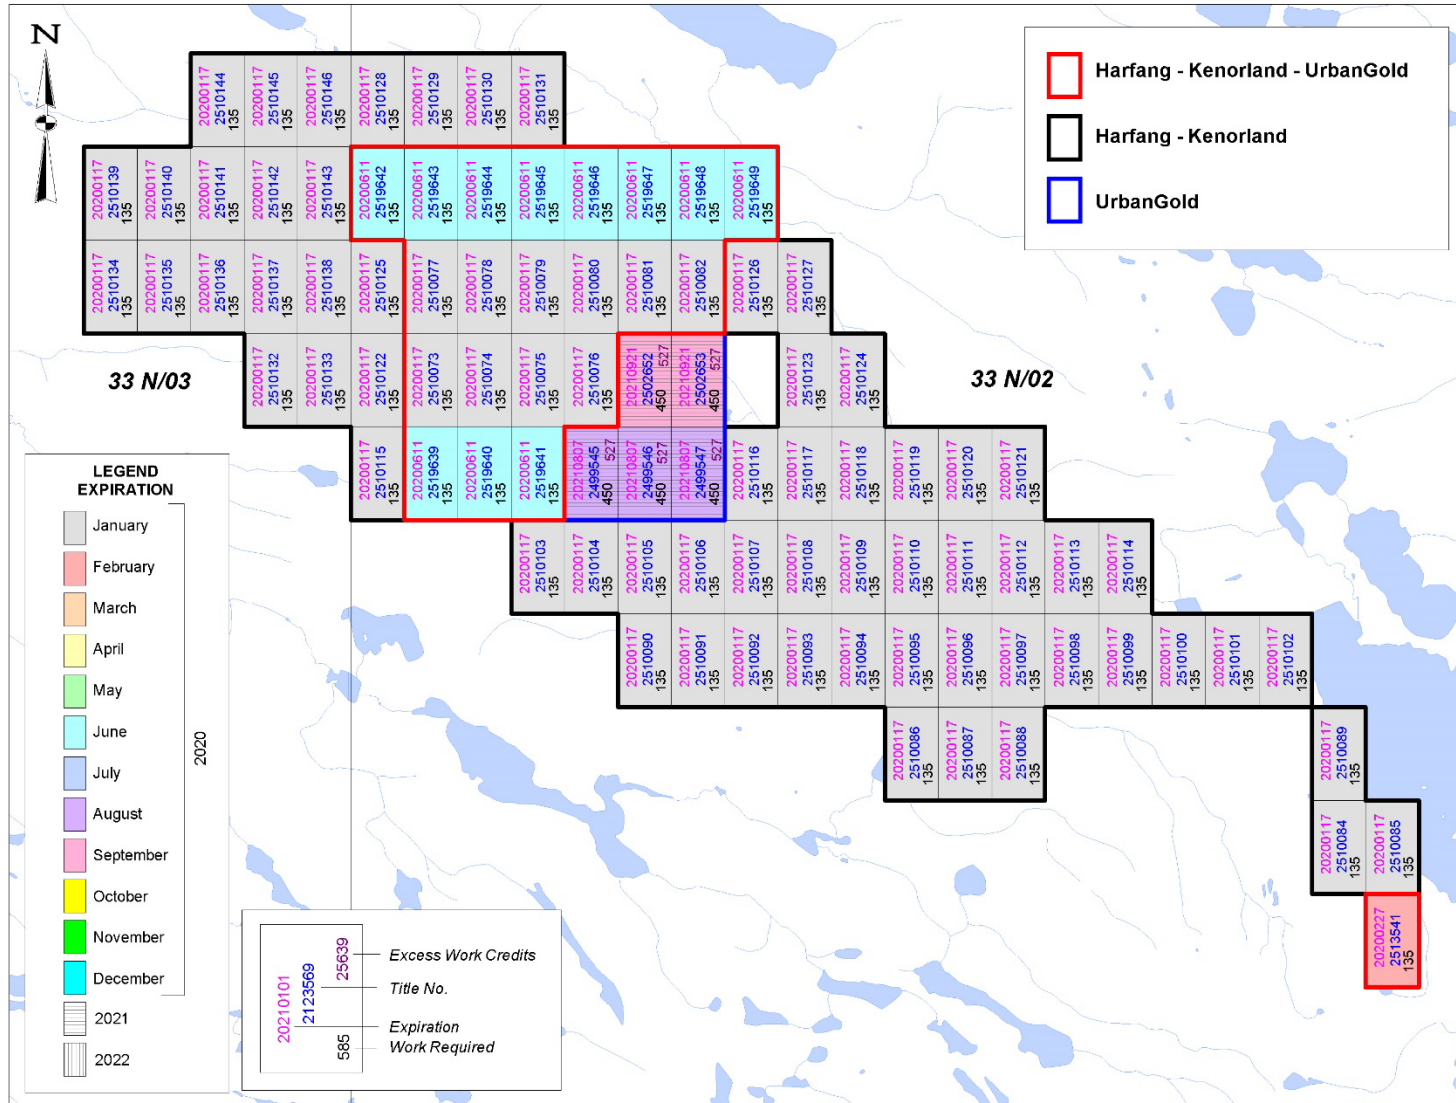 N
Harfang - Kenorland - UrbanGold
Harfang - Kenorland
UrbanGold
20200117 2510144 135
20200117 2510145 135
20200117 2510146 135
20200117 2510128 135
20200117 2510129 135
20200117 2510130 135
20200117 2510131 135
20200117 2510139 135
20200117 2510140 135
20200117 2510141 135
20200117 2510142 135
20200117 2510143 135
20200611 2519642 135
20200611 2519643 135
20200611 2519644 135
20200611 2519645 135
20200611 2519646 135
20200611 2519647 135
20200611 2519648 135
20200611 2519649 135
20200117 2510134 135
20200117 2510135 135
20200117 2510136 135
20200117 2510137 135
20200117 2510138 135
20200117 2510125 135
20200117 2510077 135
20200117 2510078 135
20200117 2510079 135
20200117 2510080 135
20200117 2510081 135
20200117 2510082 135
20200117 2510126 135
20200117 2510127 135
33 N/03
20200117 2510132 135
20200117 2510133 135
20200117 2510122 135
20200117 2510073 135
20200117 2510074 135
20200117 2510075 135
20200117 2510076 135
20210921 2502652 450 527
20210921 2502653 450 527
20200117 2510123 135
20200117 2510124 135
33 N/02
20200117 2510115 135
20200611 2519639 135
20200611 2519640 135
20200611 2519641 135
20210807 2499545 450 527
20210807 2499546 450 527
20210807 2499547 450 527
20200117 2510116 135
20200117 2510117 135
20200117 2510118 135
20200117 2510119 135
20200117 2510120 135
20200117 2510121 135
20200117 2510103 135
20200117 2510104 135
20200117 2510105 135
20200117 2510106 135
20200117 2510107 135
20200117 2510108 135
20200117 2510109 135
20200117 2510110 135
20200117 2510111 135
20200117 2510112 135
20200117 2510113 135
20200117 2510114 135
20200117 2510090 135
20200117 2510091 135
20200117 2510092 135
20200117 2510093 135
20200117 2510094 135
20200117 2510095 135
20200117 2510096 135
20200117 2510097 135
20200117 2510098 135
20200117 2510099 135
20200117 2510100 135
20200117 2510101 135
20200117 2510102 135
20200117 2510086 135
20200117 2510087 135
20200117 2510088 135
20200117 2510089 135
20200117 2510084 135
20200117 2510085 135
20200227 2513541 135
LEGEND
EXPIRATION
January
February
March
April
May
June
July
August
September
October
November
December
2020
2021
2022
20210101
2123569
25639
585
Excess Work Credits
Title No.
Expiration
Work Required